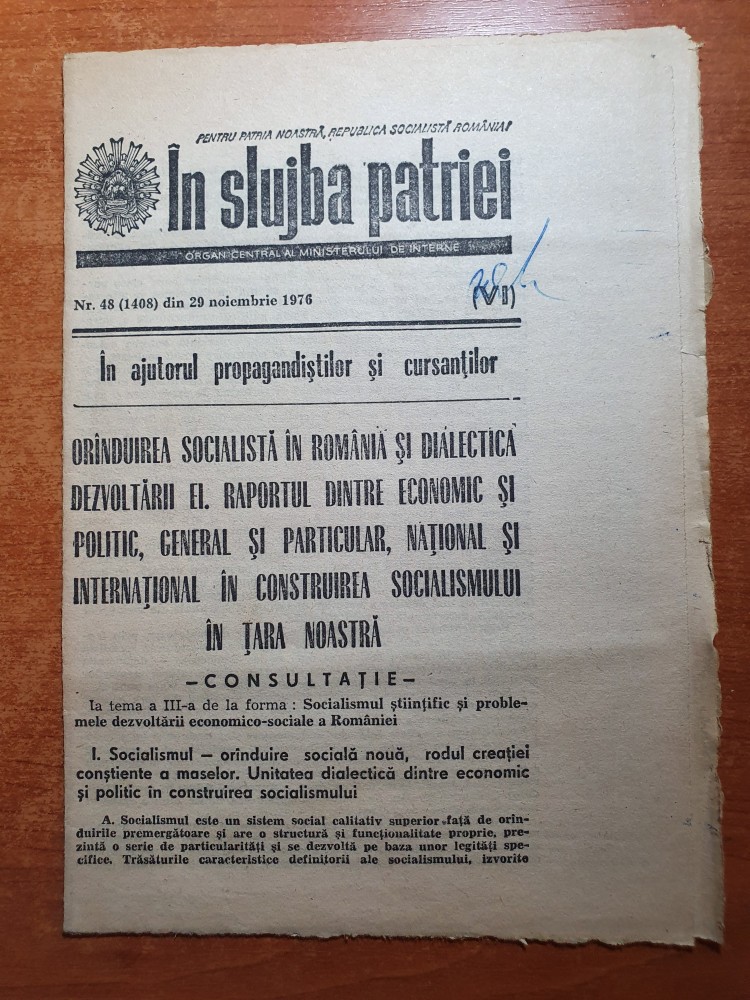 PENTRU PATRIA NOASTRĂ, REPUBLICA SOCIALISTĂ ROMÂNIA!
În slujba patriei
ORGAN CENTRAL AL MINISTERULUI DE INTERNE
Nr. 48 (1408) din 29 noiembrie 1976
(VI)
În ajutorul propagandiştilor şi cursanţilor
ORÎNDUIREA SOCIALISTĂ ÎN ROMÂNIA ŞI DIALECTICA
DEZVOLTĂRII EI. RAPORTUL DINTRE ECONOMIC ŞI
POLITIC, GENERAL ŞI PARTICULAR, NAŢIONAL ŞI
INTERNAŢIONAL ÎN CONSTRUIREA SOCIALISMULUI
ÎN ŢARA NOASTRĂ
—CONSULTAŢIE—
la tema a III-a de la forma : Socialismul ştiinţific şi proble-
mele dezvoltării economico-sociale a României
I. Socialismul — orînduire socială nouă, rodul creaţiei
conştiente a maselor. Unitatea dialectică dintre economic
şi politic în construirea socialismului
A. Socialismul este un sistem social calitativ superior faţă de orîn-
duirile premergătoare şi are o structură şi funcţionalitate proprie, pre-
zintă o serie de particularităţi şi se dezvoltă pe baza unor legităţi spe-
cifice. Trăsăturile caracteristice definitorii ale socialismului, izvorîte